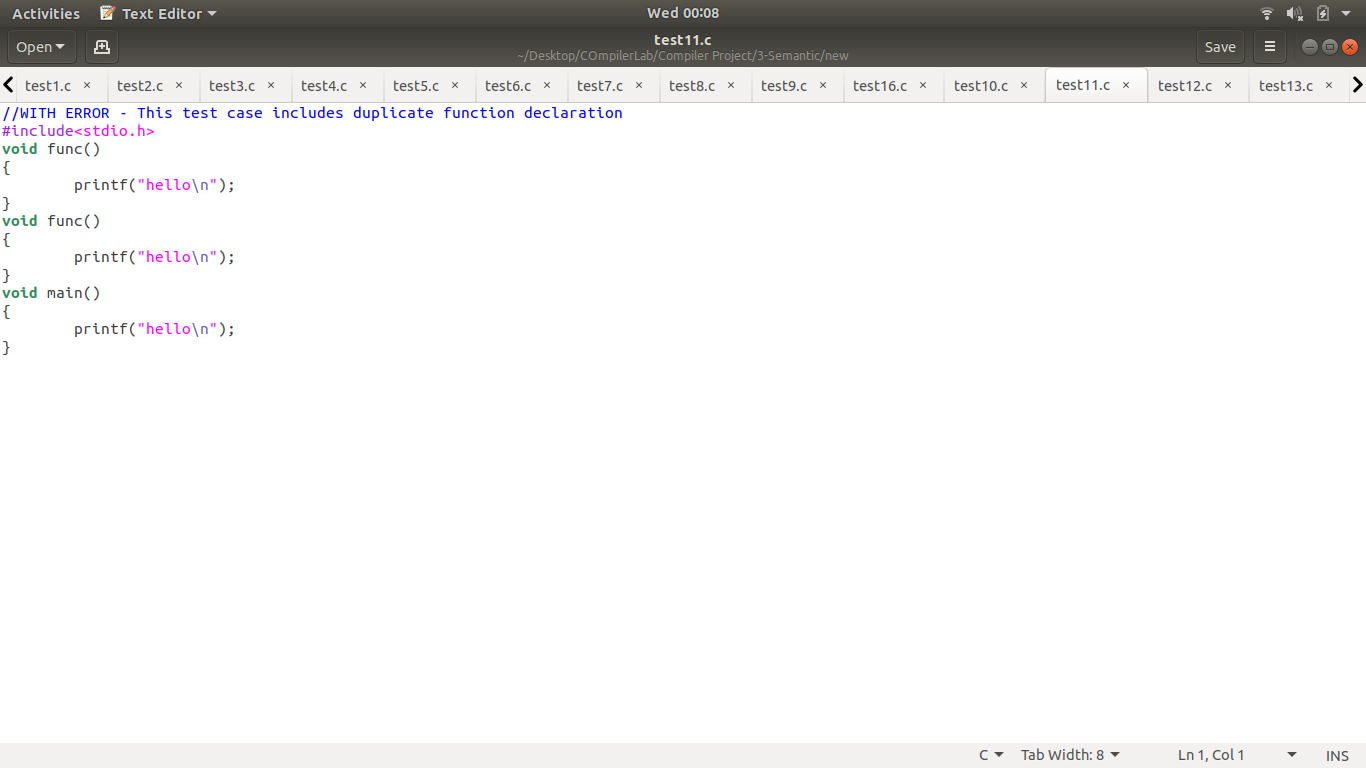 Activities Text Editor Wed 00:08
Open test11.c Save
~/Desktop/COmpilerLab/Compiler Project/3-Semantic/new
test1.c × test2.c × test3.c × test4.c × test5.c × test6.c × test7.c × test8.c × test9.c × test16.c × test10.c × test11.c × test12.c × test13.c ×
//WITH ERROR - This test case includes duplicate function declaration
#include<stdio.h>
void func()
{
        printf("hello\n");
}
void func()
{
        printf("hello\n");
}
void main()
{
        printf("hello\n");
}
C Tab Width: 8 Ln 1, Col 1 INS